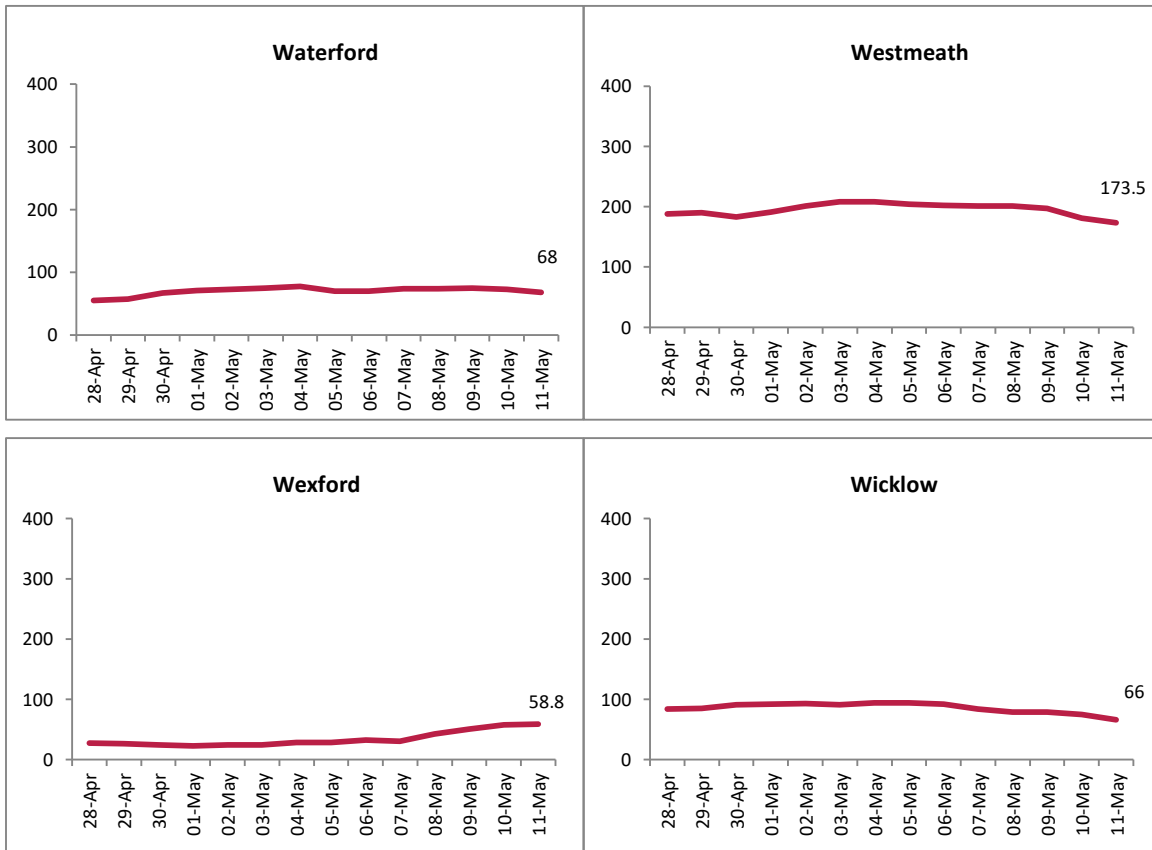 Waterford
400
300
200
100
0
68
28-Apr
29-Apr
30-Apr
01-May
02-May
03-May
04-May
05-May
06-May
07-May
08-May
09-May
10-May
11-May
Westmeath
400
300
200
100
0
173.5
28-Apr
29-Apr
30-Apr
01-May
02-May
03-May
04-May
05-May
06-May
07-May
08-May
09-May
10-May
11-May
Wexford
400
300
200
100
0
58.8
28-Apr
29-Apr
30-Apr
01-May
02-May
03-May
04-May
05-May
06-May
07-May
08-May
09-May
10-May
11-May
Wicklow
400
300
200
100
0
66
28-Apr
29-Apr
30-Apr
01-May
02-May
03-May
04-May
05-May
06-May
07-May
08-May
09-May
10-May
11-May